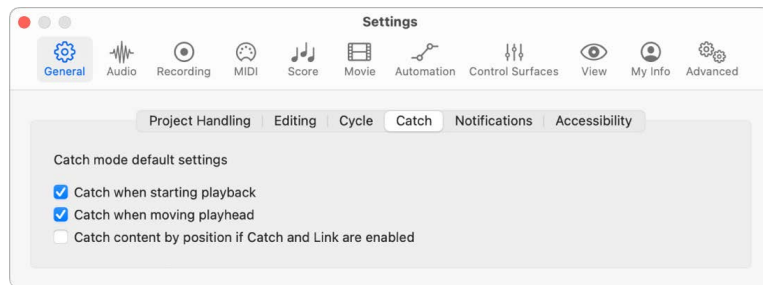 Settings
General Audio Recording MIDI Score Movie Automation Control Surfaces View My Info Advanced
Project Handling Editing Cycle Catch Notifications Accessibility
Catch mode default settings
Catch when starting playback
Catch when moving playhead
Catch content by position if Catch and Link are enabled